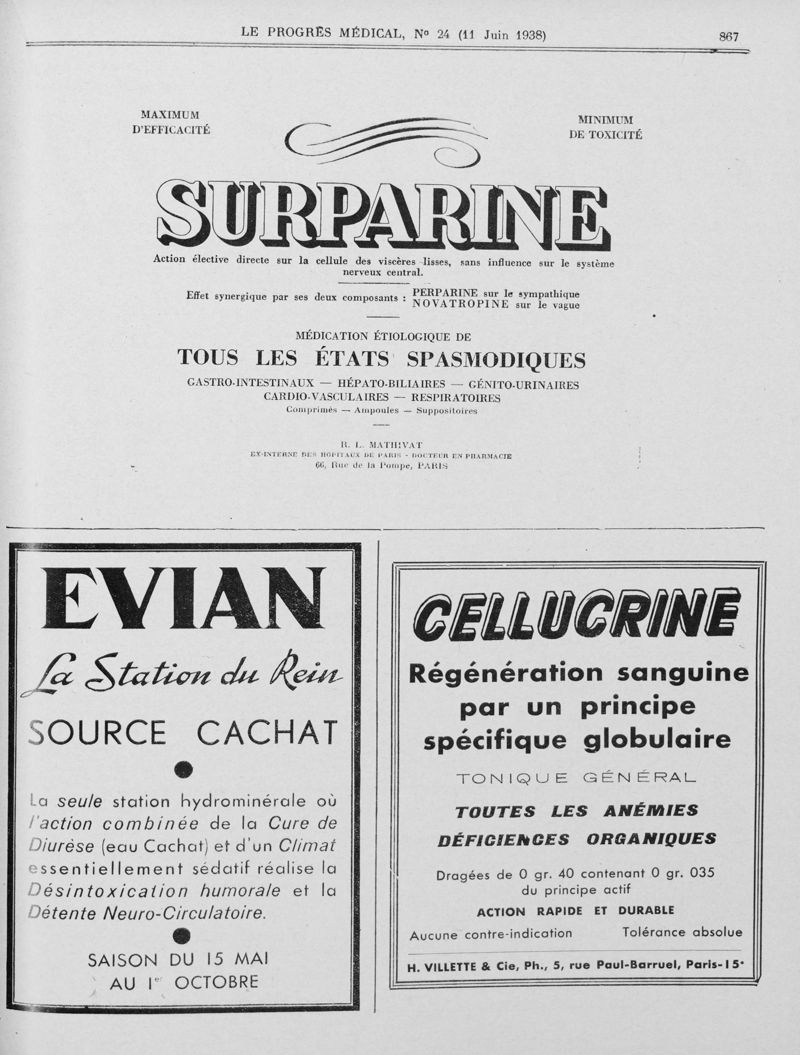 LE PROGRÈS MÉDICAL, Nº 24 (11 Juin 1938)
867
MAXIMUM
D'EFFICACITÉ
MINIMUM
DE TOXICITÉ
SURPARINE
Action élective directe sur la cellule des viscères lisses, sans influence sur le système
nerveux central.
Effet synergique par ses deux composants : PERPARINE sur le sympathique
NOVATROPINE sur le vague
MÉDICATION ÉTIOLOGIQUE DE
TOUS LES ÉTATS SPASMODIQUES
GASTRO-INTESTINAUX — HÉPATO-BILIAIRES — GÉNITO-URINAIRES
CARDIO-VASCULAIRES — RESPIRATOIRES
Comprimés — Ampoules — Suppositoires
R. L. MATHIVAT
EX-INTERNE DES HOPITAUX DE PARIS - DOCTEUR EN PHARMACIE
66, Rue de la Pompe, PARIS
EVIAN
La Station du Rein
SOURCE CACHAT
La seule station hydrominérale où
l'action combinée de la Cure de
Diurèse (eau Cachat) et d'un Climat
essentiellement sédatif réalise la
Désintoxication humorale et la
Détente Neuro-Circulatoire.
SAISON DU 15 MAI
AU 1er OCTOBRE
CELLUCRINE
Régénération sanguine
par un principe
spécifique globulaire
TONIQUE GÉNÉRAL
TOUTES LES ANÉMIES
DÉFICIENCES ORGANIQUES
Dragées de 0 gr. 40 contenant 0 gr. 035
du principe actif
ACTION RAPIDE ET DURABLE
Aucune contre-indication Tolérance absolue
H. VILLETTE & Cie, Ph., 5, rue Paul-Barruel, Paris-15e